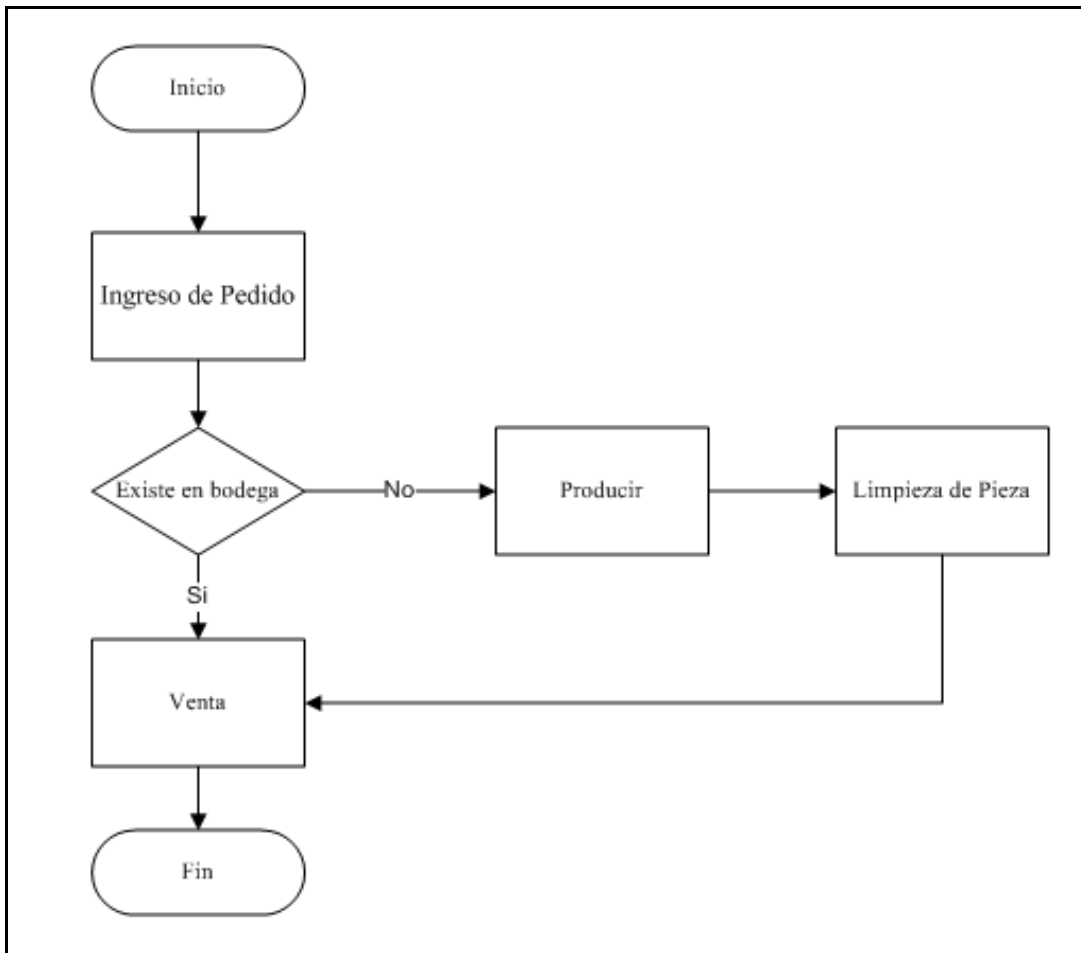 Inicio
Ingreso de Pedido
Existe en bodega
No
Producir
Limpieza de Pieza
Si
Venta
Fin